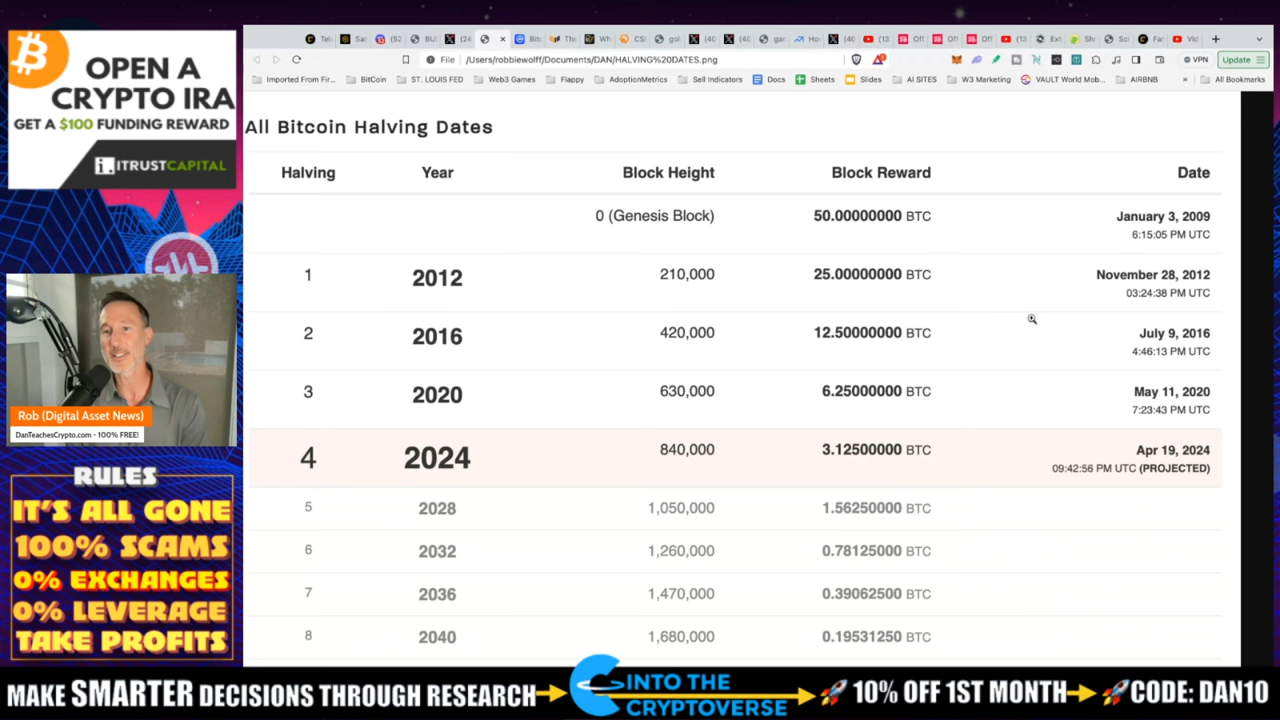 OPEN A
CRYPTO IRA
GET A $100 FUNDING REWARD
ITRUSTCAPITAL
File /Users/robbiewolff/Documents/DAN/HALVING%20DATES.png
VPN
Update
Imported From Fir...
BitCoin
ST. LOUIS FED
Web3 Games
Flappy
AdoptionMetrics
Sell Indicators
Docs
Sheets
Slides
AI SITES
W3 Marketing
VAULT World Mob...
AIRBNB
All Bookmarks
All Bitcoin Halving Dates
Halving Year Block Height Block Reward Date
0 (Genesis Block) 50.00000000 BTC January 3, 2009
6:15:05 PM UTC
1 2012 210,000 25.00000000 BTC November 28, 2012
03:24:38 PM UTC
2 2016 420,000 12.50000000 BTC July 9, 2016
4:46:13 PM UTC
3 2020 630,000 6.25000000 BTC May 11, 2020
7:23:43 PM UTC
4 2024 840,000 3.12500000 BTC Apr 19, 2024
09:42:56 PM UTC (PROJECTED)
5 2028 1,050,000 1.56250000 BTC
6 2032 1,260,000 0.78125000 BTC
7 2036 1,470,000 0.39062500 BTC
8 2040 1,680,000 0.19531250 BTC
Rob (Digital Asset News)
DanTeachesCrypto.com - 100% FREE!
RULES
IT'S ALL GONE
100% SCAMS
0% EXCHANGES
0% LEVERAGE
TAKE PROFITS
MAKE SMARTER DECISIONS THROUGH RESEARCH
INTO THE
CRYPTOVERSE
10% OFF 1ST MONTH
CODE: DAN10